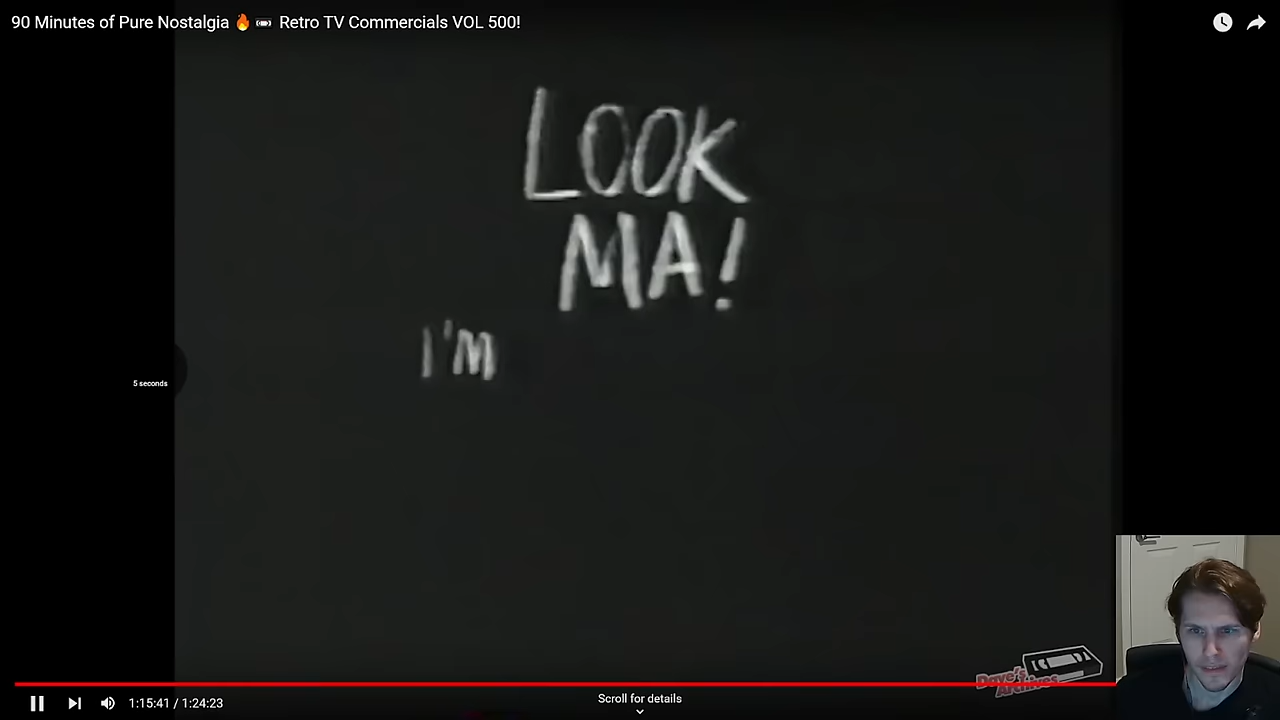 90 Minutes of Pure Nostalgia 🔥📼 Retro TV Commercials VOL 500!
LOOK
MA!
I'M
5 seconds
Dave's
Archives
1:15:41 / 1:24:23
Scroll for details